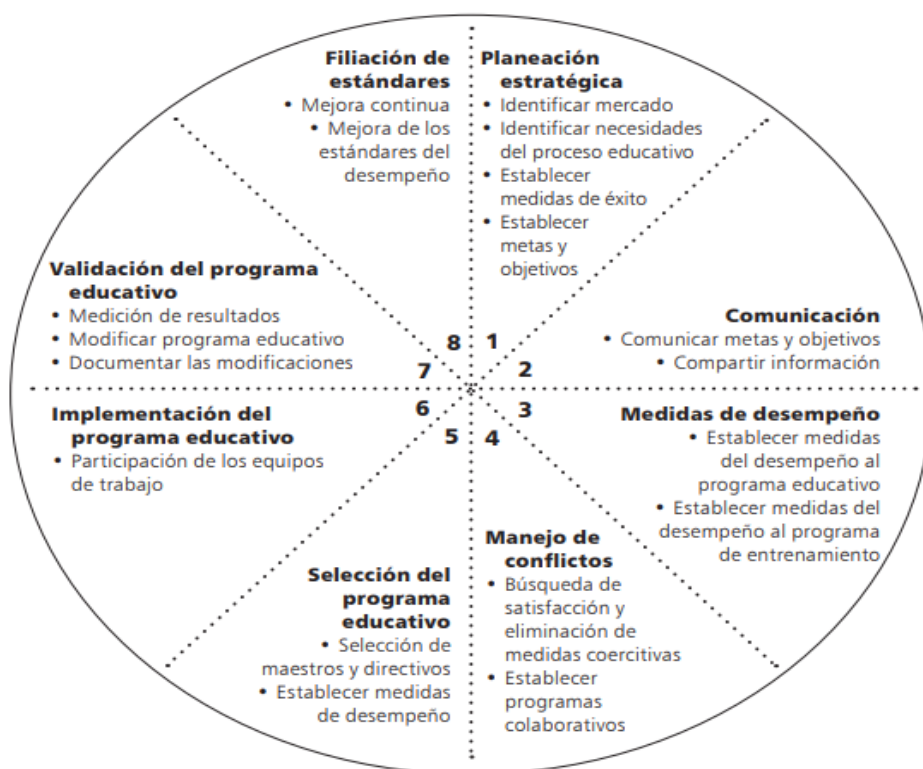 Planeación
estratégica
• Identificar mercado
• Identificar necesidades
del proceso educativo
• Establecer
medidas de éxito
• Establecer
metas y
objetivos
1
Comunicación
• Comunicar metas y objetivos
• Compartir información
2
Medidas de desempeño
• Establecer medidas
del desempeño al
programa educativo
• Establecer medidas del
desempeño al programa
de entrenamiento
3
Manejo de
conflictos
• Búsqueda de
satisfacción y
eliminación de
medidas coercitivas
• Establecer
programas
colaborativos
4
Selección del
programa
educativo
• Selección de
maestros y directivos
• Establecer medidas
de desempeño
5
Implementación del
programa educativo
• Participación de los equipos
de trabajo
6
Validación del programa
educativo
• Medición de resultados
• Modificar programa educativo
• Documentar las modificaciones
7
Filiación de
estándares
• Mejora continua
• Mejora de los
estándares del
desempeño
8